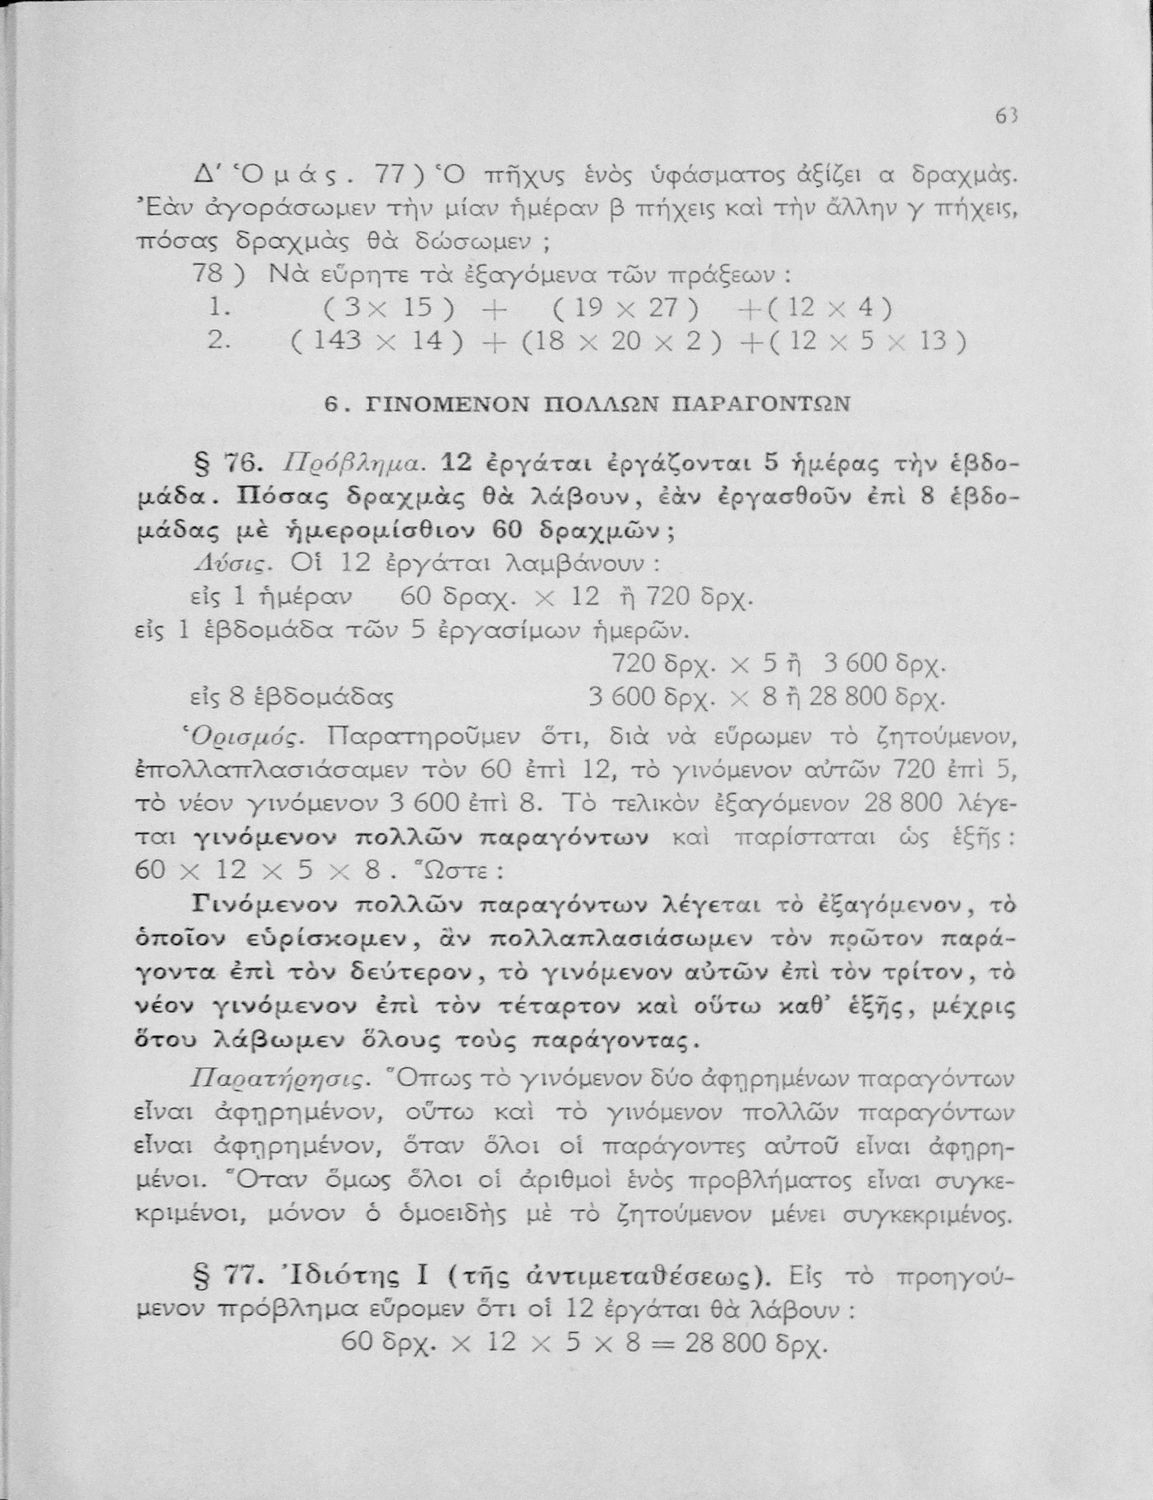 63
Δ′ Ὁ μ ά ς . 77 ) Ὁ πῆχυς ἑνὸς ὑφάσματος ἀξίζει α δραχμὰς.
Ἐὰν ἀγοράσωμεν τὴν μίαν ἡμέραν β πήχεις καὶ τὴν ἄλλην γ πήχεις,
πόσας δραχμὰς θὰ δώσωμεν ;
78 ) Νὰ εὕρητε τὰ ἐξαγόμενα τῶν πράξεων :
1. ( 3 × 15 ) + ( 19 × 27 ) +( 12 × 4 )
2. ( 143 × 14 ) + (18 × 20 × 2 ) +( 12 × 5 × 13 )
6 . ΓΙΝΟΜΕΝΟΝ ΠΟΛΛΩΝ ΠΑΡΑΓΟΝΤΩΝ
§ 76. Πρόβλημα. 12 ἐργάται ἐργάζονται 5 ἡμέρας τὴν ἑβδο-
μάδα. Πόσας δραχμὰς θὰ λάβουν, ἐὰν ἐργασθοῦν ἐπὶ 8 ἑβδο-
μάδας μὲ ἡμερομίσθιον 60 δραχμῶν ;
Λύσις. Οἱ 12 ἐργάται λαμβάνουν :
εἰς 1 ἡμέραν 60 δραχ. × 12 ἢ 720 δρχ.
εἰς 1 ἑβδομάδα τῶν 5 ἐργασίμων ἡμερῶν.
720 δρχ. × 5 ἢ 3 600 δρχ.
εἰς 8 ἑβδομάδας 3 600 δρχ. × 8 ἢ 28 800 δρχ.
Ὁρισμός. Παρατηροῦμεν ὅτι, διὰ νὰ εὕρωμεν τὸ ζητούμενον,
ἐπολλαπλασιάσαμεν τὸν 60 ἐπὶ 12, τὸ γινόμενον αὐτῶν 720 ἐπὶ 5,
τὸ νέον γινόμενον 3 600 ἐπὶ 8. Τὸ τελικὸν ἐξαγόμενον 28 800 λέγε-
ται γινόμενον πολλῶν παραγόντων καὶ παρίσταται ὡς ἑξῆς :
60 × 12 × 5 × 8 . Ὥστε :
Γινόμενον πολλῶν παραγόντων λέγεται τὸ ἐξαγόμενον, τὸ
ὁποῖον εὑρίσκομεν, ἂν πολλαπλασιάσωμεν τὸν πρῶτον παρά-
γοντα ἐπὶ τὸν δεύτερον, τὸ γινόμενον αὐτῶν ἐπὶ τὸν τρίτον, τὸ
νέον γινόμενον ἐπὶ τὸν τέταρτον καὶ οὕτω καθ’ ἑξῆς, μέχρις
ὅτου λάβωμεν ὅλους τοὺς παράγοντας.
Παρατήρησις. Ὅπως τὸ γινόμενον δύο ἀφῃρημένων παραγόντων
εἶναι ἀφῃρημένον, οὕτω καὶ τὸ γινόμενον πολλῶν παραγόντων
εἶναι ἀφῃρημένον, ὅταν ὅλοι οἱ παράγοντες αὐτοῦ εἶναι ἀφῃρη-
μένοι. Ὅταν ὅμως ὅλοι οἱ ἀριθμοὶ ἑνὸς προβλήματος εἶναι συγκε-
κριμένοι, μόνον ὁ ὁμοειδὴς μὲ τὸ ζητούμενον μένει συγκεκριμένος.
§ 77. Ἰδιότης Ι (τῆς ἀντιμεταθέσεως). Εἰς τὸ προηγού-
μενον πρόβλημα εὕρομεν ὅτι οἱ 12 ἐργάται θὰ λάβουν :
60 δρχ. × 12 × 5 × 8 = 28 800 δρχ.